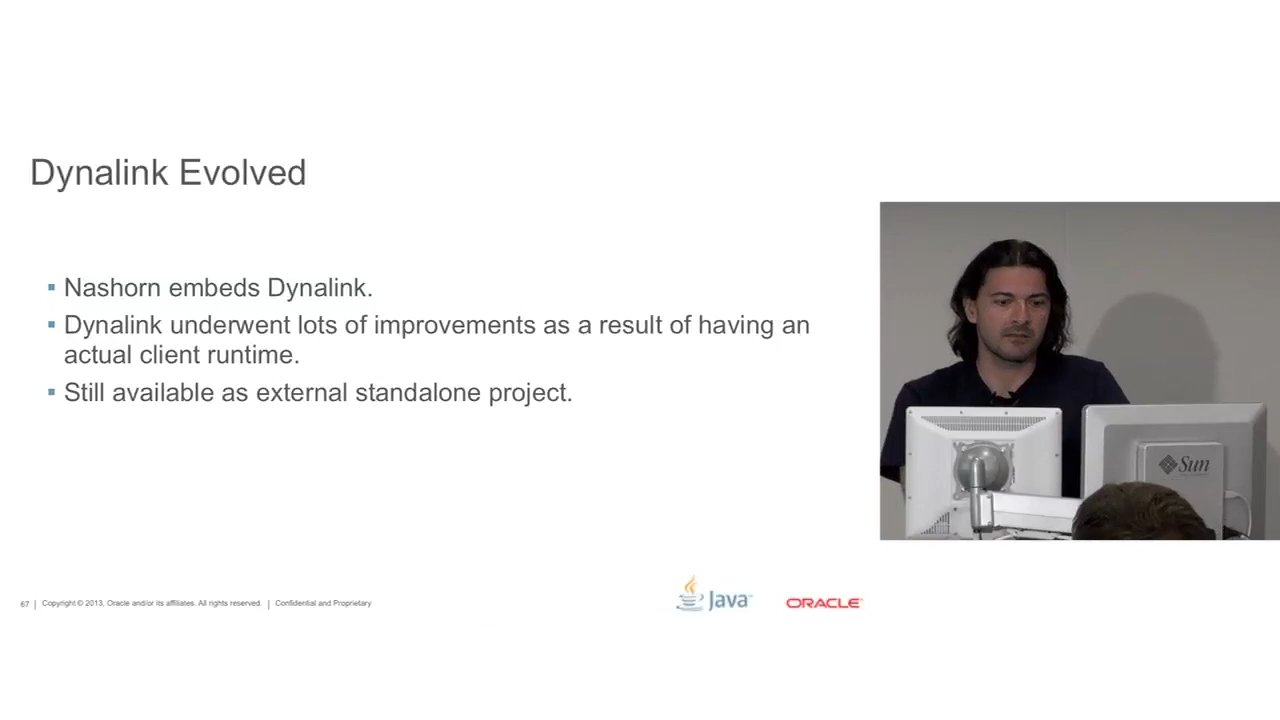 Dynalink Evolved
▪ Nashorn embeds Dynalink.
▪ Dynalink underwent lots of improvements as a result of having an
actual client runtime.
▪ Still available as external standalone project.
Sun
67 | Copyright © 2013, Oracle and/or its affiliates. All rights reserved. | Confidential and Proprietary
Java™
ORACLE®